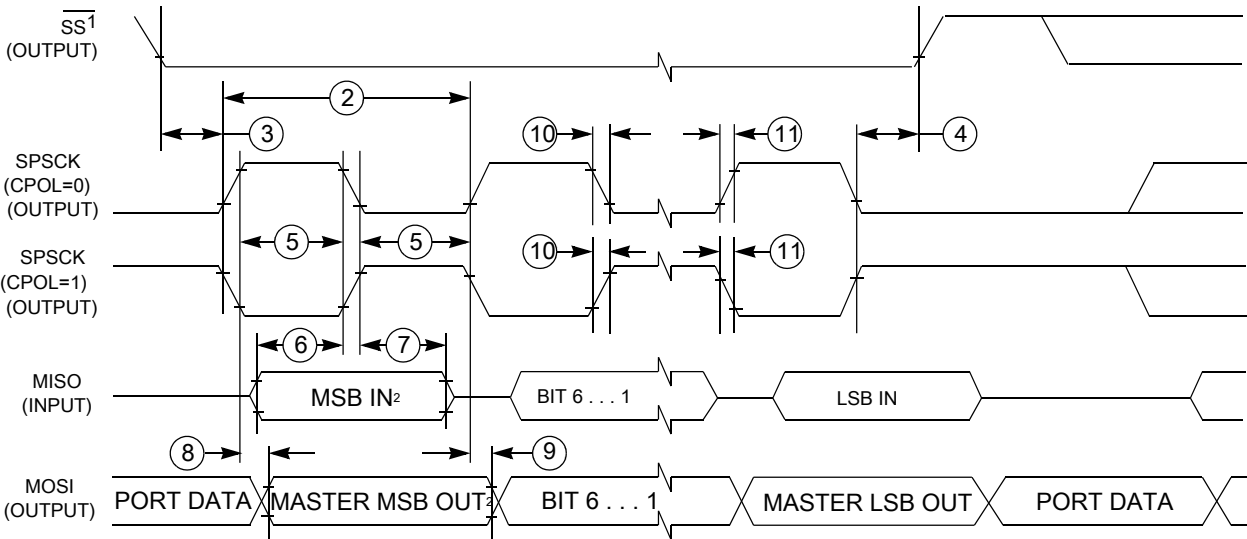 SS1
(OUTPUT)
2
3
10
11
4
SPSCK
(CPOL=0)
(OUTPUT)
5
5
SPSCK
(CPOL=1)
(OUTPUT)
10
11
6
7
MISO
(INPUT)
MSB IN2
BIT 6 . . . 1
LSB IN
8
9
MOSI
(OUTPUT)
PORT DATA
MASTER MSB OUT2
BIT 6 . . . 1
MASTER LSB OUT
PORT DATA